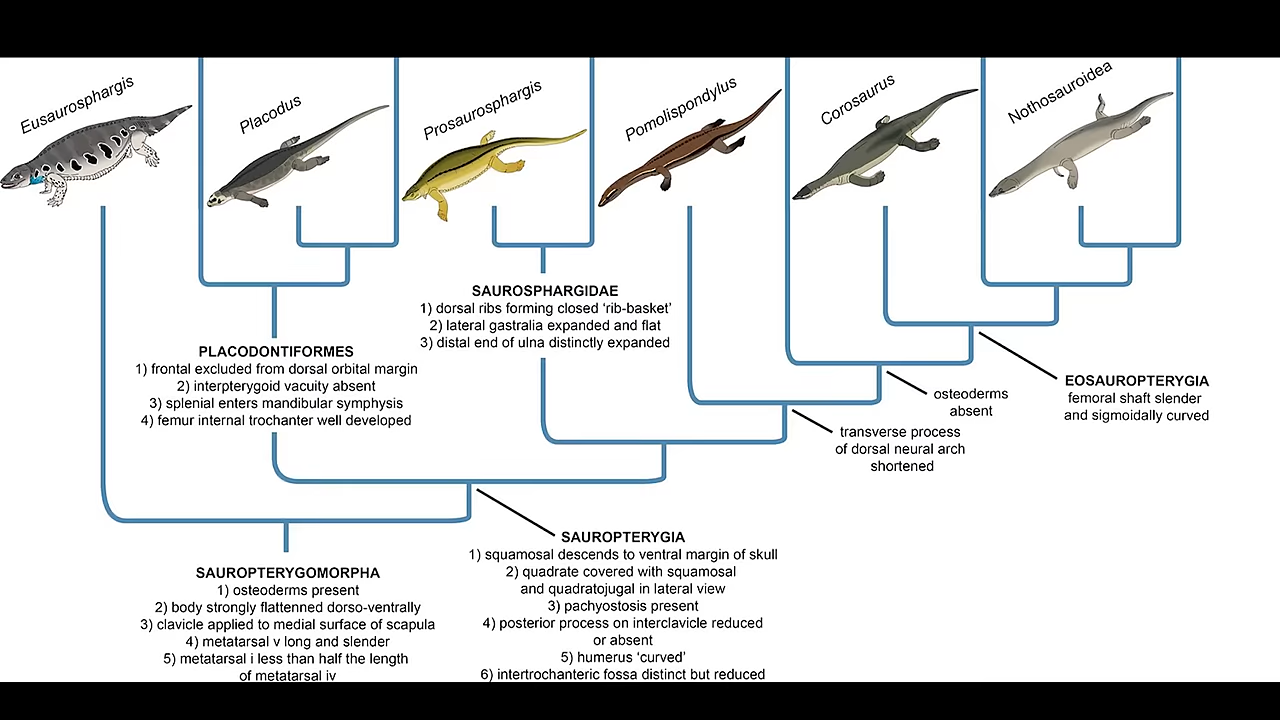 Eusaurosphargis
Placodus
Prosaurosphargis
Pomolispondylus
Corosaurus
Nothosauroidea
SAUROSPHARGIDAE
1) dorsal ribs forming closed ‘rib-basket’
2) lateral gastralia expanded and flat
3) distal end of ulna distinctly expanded
PLACODONTIFORMES
1) frontal excluded from dorsal orbital margin
2) interpterygoid vacuity absent
3) splenial enters mandibular symphysis
4) femur internal trochanter well developed
EOSAUROPTERYGIA
femoral shaft slender
and sigmoidally curved
osteoderms
absent
transverse process
of dorsal neural arch
shortened
SAUROPTERYGIA
1) squamosal descends to ventral margin of skull
2) quadrate covered with squamosal
and quadratojugal in lateral view
3) pachyostosis present
4) posterior process on interclavicle reduced
or absent
5) humerus ‘curved’
6) intertrochanteric fossa distinct but reduced
SAUROPTERYGOMORPHA
1) osteoderms present
2) body strongly flattened dorso-ventrally
3) clavicle applied to medial surface of scapula
4) metatarsal v long and slender
5) metatarsal i less than half the length
of metatarsal iv